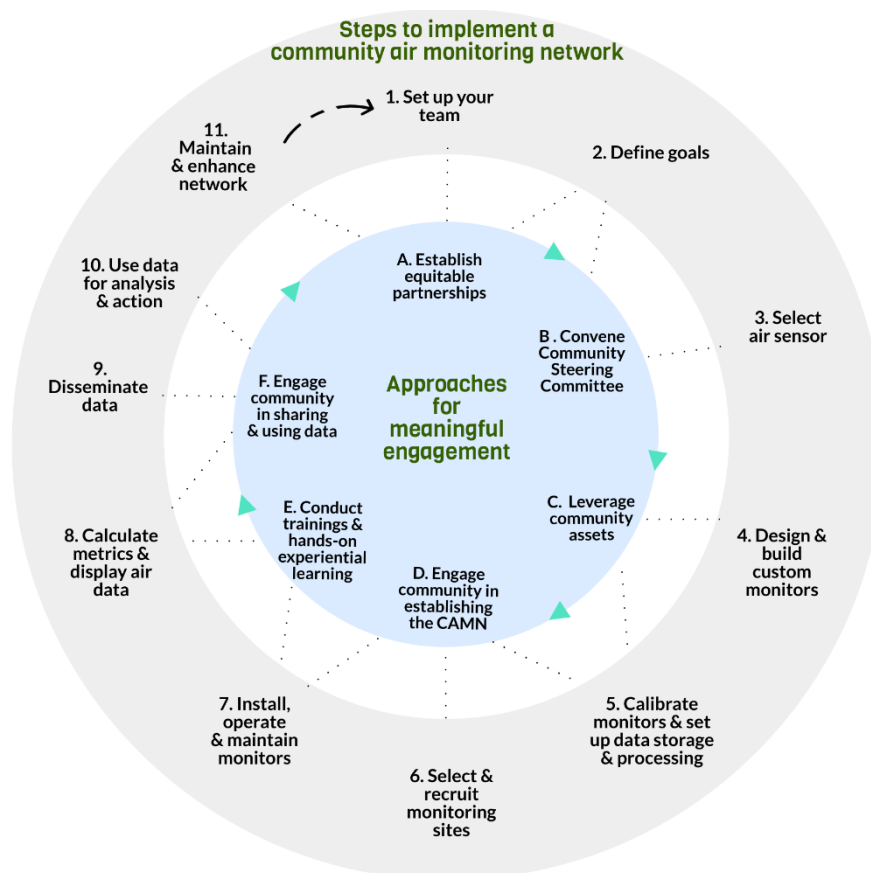 Steps to implement a
community air monitoring network
1. Set up your
team
2. Define goals
3. Select
air sensor
4. Design &
build
custom
monitors
5. Calibrate
monitors & set
up data storage
& processing
6. Select &
recruit
monitoring
sites
7. Install,
operate
& maintain
monitors
8. Calculate
metrics &
display air
data
9.
Disseminate
data
10. Use data
for analysis
& action
11.
Maintain
& enhance
network
Approaches
for
meaningful
engagement
A. Establish
equitable
partnerships
B . Convene
Community
Steering
Committee
C. Leverage
community
assets
D. Engage
community in
establishing
the CAMN
E. Conduct
trainings &
hands-on
experiential
learning
F. Engage
community
in sharing
& using data